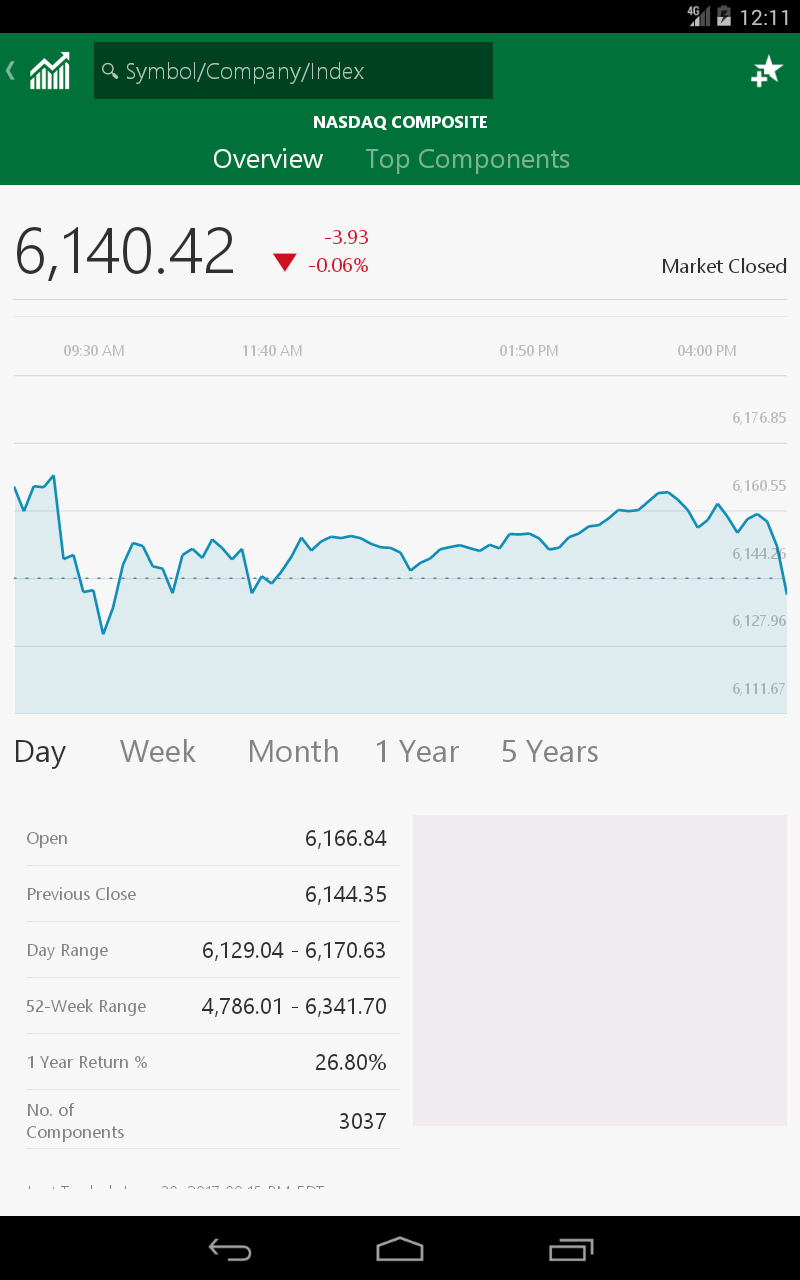 4G 12:11
Symbol/Company/Index
NASDAQ COMPOSITE
Overview Top Components
6,140.42
-3.93
-0.06%
Market Closed
09:30 AM 11:40 AM 01:50 PM 04:00 PM
6,176.85
6,160.55
6,144.26
6,127.96
6,111.67
Day Week Month 1 Year 5 Years
Open 6,166.84
Previous Close 6,144.35
Day Range 6,129.04 - 6,170.63
52-Week Range 4,786.01 - 6,341.70
1 Year Return % 26.80%
No. of
Components 3037